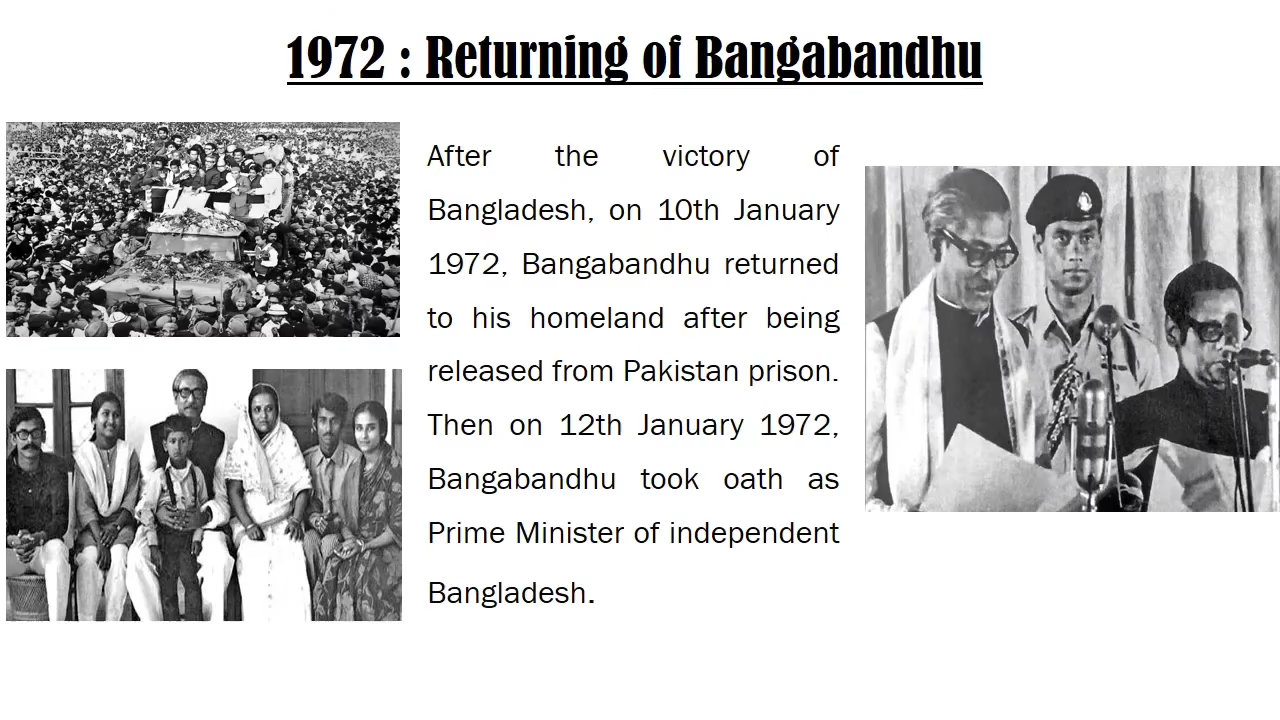 1972 : Returning of Bangabandhu
After the victory of
Bangladesh, on 10th January
1972, Bangabandhu returned
to his homeland after being
released from Pakistan prison.
Then on 12th January 1972,
Bangabandhu took oath as
Prime Minister of independent
Bangladesh.